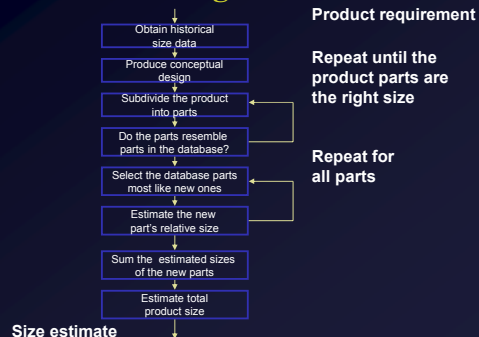 Product requirement
Obtain historical
size data
Produce conceptual
design
Repeat until the
product parts are
the right size
Subdivide the product
into parts
Do the parts resemble
parts in the database?
Repeat for
all parts
Select the database parts
most like new ones
Estimate the new
part's relative size
Sum the estimated sizes
of the new parts
Estimate total
product size
Size estimate